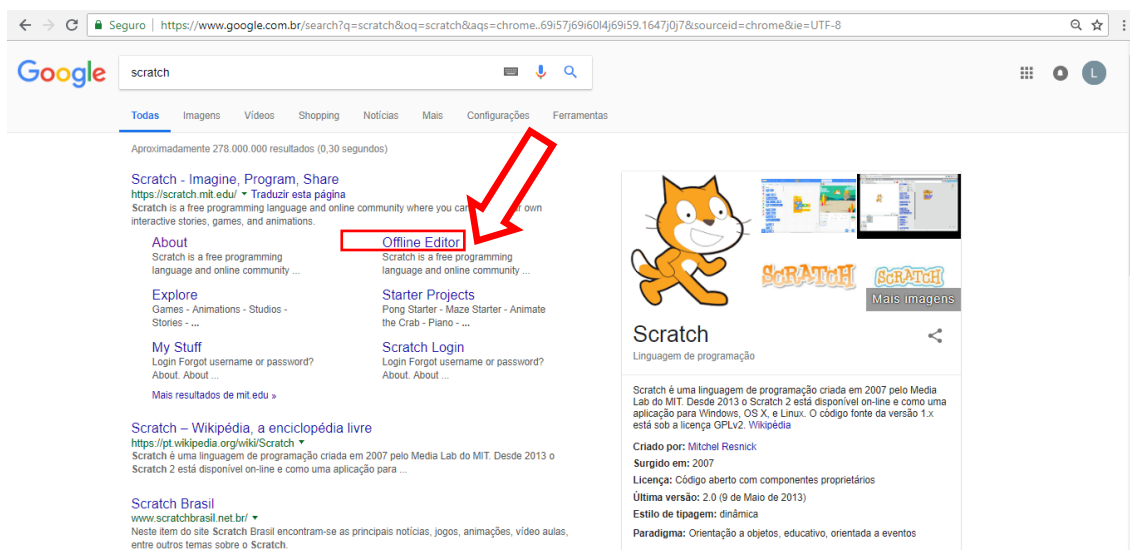 Seguro | https://www.google.com.br/search?q=scratch&oq=scratch&aqs=chrome..69i57j69i60l4j69i59.1647j0j7&sourceid=chrome&ie=UTF-8
Google
scratch
L
Todas Imagens Vídeos Shopping Notícias Mais Configurações Ferramentas
Aproximadamente 278.000.000 resultados (0,30 segundos)
Scratch - Imagine, Program, Share
https://scratch.mit.edu/ Traduzir esta página
Scratch is a free programming language and online community where you can own
interactive stories, games, and animations.
About
Scratch is a free programming
language and online community ...
Offline Editor
Scratch is a free programming
language and online community ...
Explore
Games - Animations - Studios -
Stories - ...
Starter Projects
Pong Starter - Maze Starter - Animate
the Crab - Piano - ...
My Stuff
Login Forgot username or password?
About. About ...
Scratch Login
Login Forgot username or password?
About. About ...
Mais resultados de mit.edu »
Scratch – Wikipédia, a enciclopédia livre
https://pt.wikipedia.org/wiki/Scratch
Scratch é uma linguagem de programação criada em 2007 pelo Media Lab do MIT. Desde 2013 o
Scratch 2 está disponível on-line e como uma aplicação para ...
Scratch Brasil
www.scratchbrasil.net.br/
Neste item do site Scratch Brasil encontram-se as principais notícias, jogos, animações, vídeo aulas,
entre outros temas sobre o Scratch.
SCRATCH
SCRATCH
Mais imagens
Scratch
Linguagem de programação
Scratch é uma linguagem de programação criada em 2007 pelo Media
Lab do MIT. Desde 2013 o Scratch 2 está disponível on-line e como uma
aplicação para Windows, OS X, e Linux. O código fonte da versão 1.x
está sob a licença GPLv2. Wikipédia
Criado por: Mitchel Resnick
Surgido em: 2007
Licença: Código aberto com componentes proprietários
Última versão: 2.0 (9 de Maio de 2013)
Estilo de tipagem: dinâmica
Paradigma: Orientação a objetos, educativo, orientada a eventos